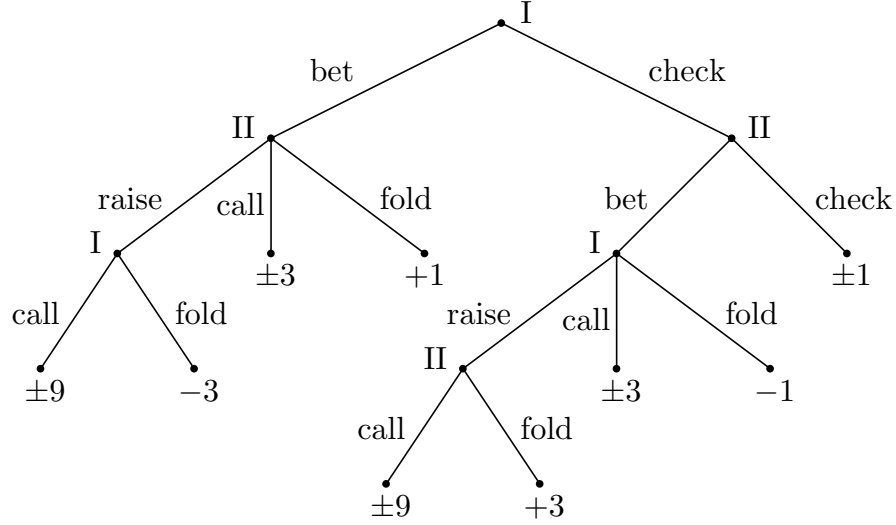 I
bet check
II II
raise call fold bet check
I ±3 +1 I ±1
call fold raise call fold
±9 −3 II ±3 −1
call fold
±9 +3